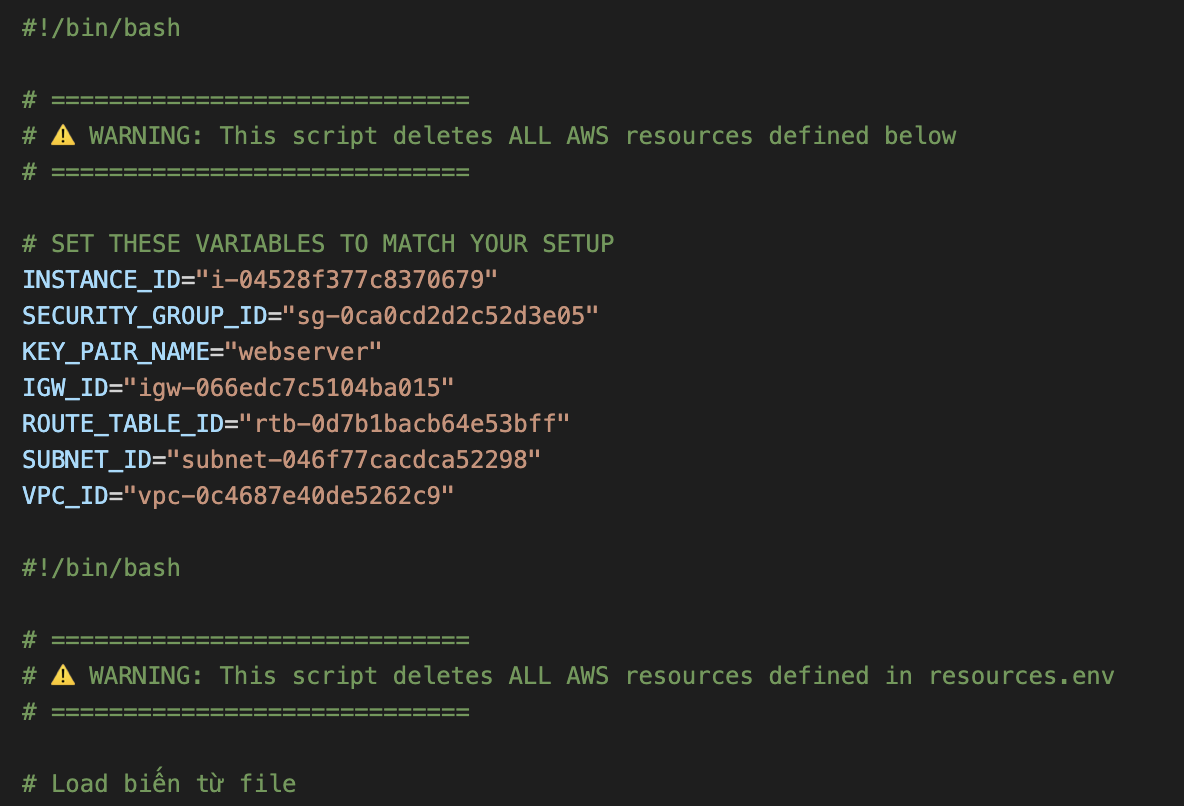 #!/bin/bash
# =============================
# ⚠️ WARNING: This script deletes ALL AWS resources defined below
# =============================
# SET THESE VARIABLES TO MATCH YOUR SETUP
INSTANCE_ID="i-04528f377c8370679"
SECURITY_GROUP_ID="sg-0ca0cd2d2c52d3e05"
KEY_PAIR_NAME="webserver"
IGW_ID="igw-066edc7c5104ba015"
ROUTE_TABLE_ID="rtb-0d7b1bacb64e53bff"
SUBNET_ID="subnet-046f77cacdca52298"
VPC_ID="vpc-0c4687e40de5262c9"
#!/bin/bash
# =============================
# ⚠️ WARNING: This script deletes ALL AWS resources defined in resources.env
# =============================
# Load biến từ file